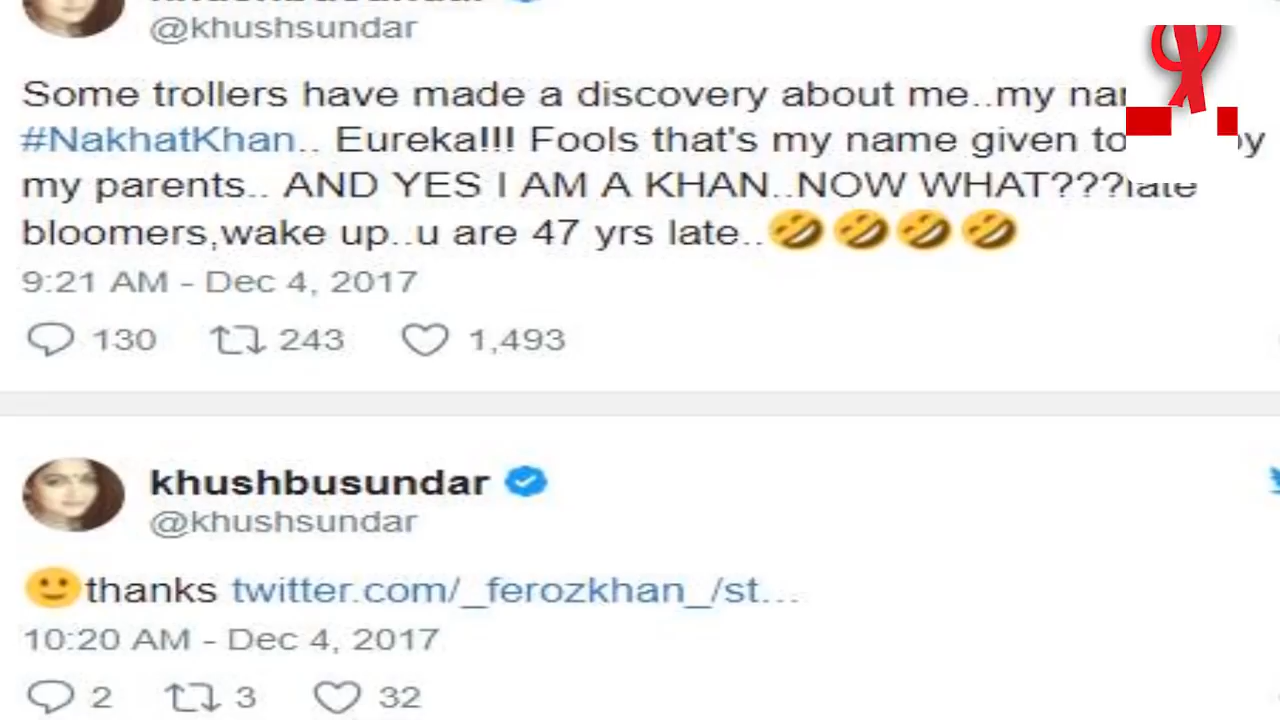 @khushsundar
Some trollers have made a discovery about me..my
#NakhatKhan.. Eureka!!! Fools that's my name given to
my parents.. AND YES I AM A KHAN..NOW WHAT???late
bloomers,wake up..u are 47 yrs late..🤣🤣🤣🤣
9:21 AM - Dec 4, 2017
130 243 1,493
khushbusundar
@khushsundar
🙂thanks twitter.com/_ferozkhan_/st...
10:20 AM - Dec 4, 2017
2 3 32